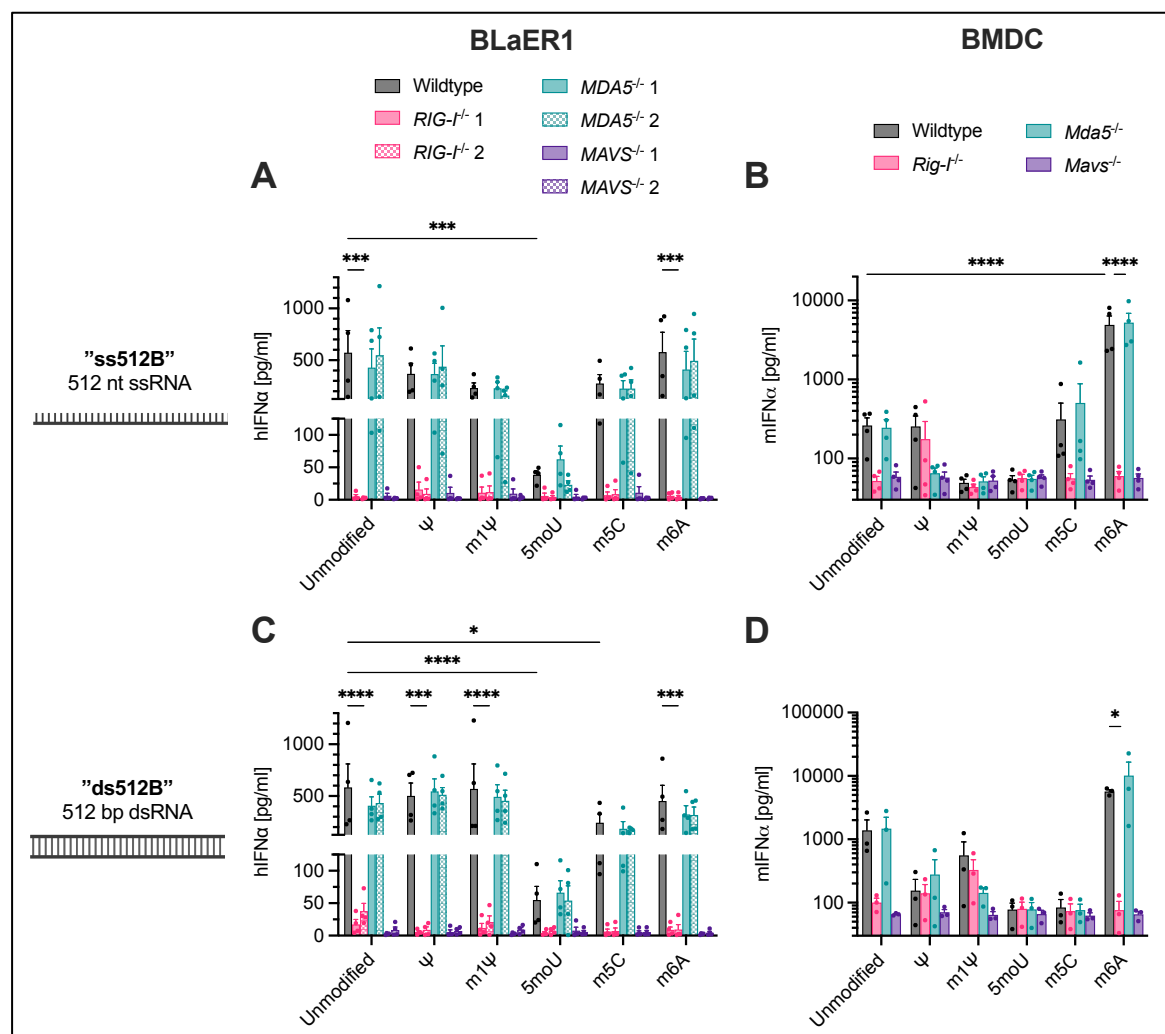 BLaER1
BMDC
Wildtype
RIG-I-/- 1
RIG-I-/- 2
MDA5-/- 1
MDA5-/- 2
MAVS-/- 1
MAVS-/- 2
Wildtype
Rig-I-/-
Mda5-/-
Mavs-/-
”ss512B”
512 nt ssRNA
A
***
***
***
hIFNα [pg/ml]
1000
500
100
50
0
Unmodified
Ψ
m1Ψ
5moU
m5C
m6A
B
****
****
mIFNα [pg/ml]
10000
1000
100
Unmodified
Ψ
m1Ψ
5moU
m5C
m6A
”ds512B”
512 bp dsRNA
C
*
****
****
***
****
***
hIFNα [pg/ml]
1000
500
100
50
0
Unmodified
Ψ
m1Ψ
5moU
m5C
m6A
D
*
mIFNα [pg/ml]
100000
10000
1000
100
Unmodified
Ψ
m1Ψ
5moU
m5C
m6A